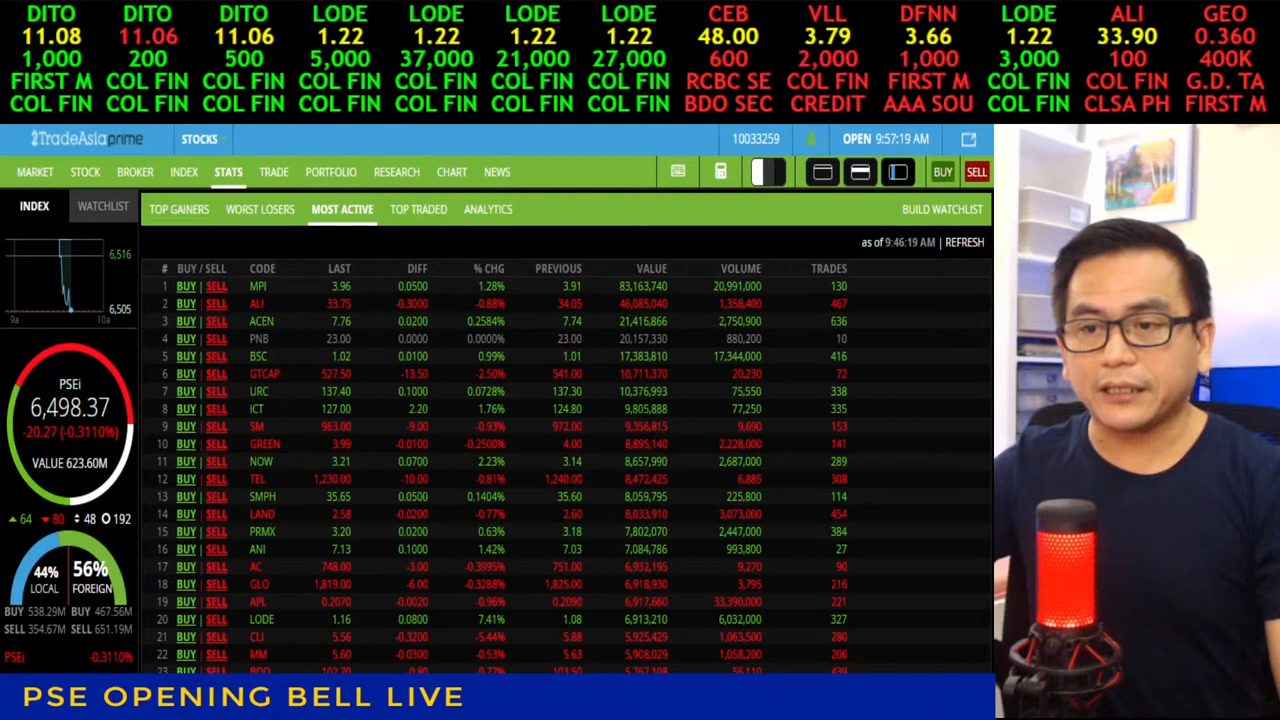 DITO DITO DITO LODE LODE LODE LODE CEB VLL DFNN LODE ALI GEO
11.08 11.06 11.06 1.22 1.22 1.22 1.22 48.00 3.79 3.66 1.22 33.90 0.360
1,000 200 500 5,000 37,000 21,000 27,000 600 2,000 1,000 3,000 100 400K
FIRST M COL FIN COL FIN COL FIN COL FIN COL FIN COL FIN RCBC SE COL FIN FIRST M COL FIN COL FIN G.D. TA
COL FIN COL FIN COL FIN COL FIN COL FIN COL FIN COL FIN BDO SEC CREDIT AAA SOU COL FIN CLSA PH FIRST M
TradeAsia prime STOCKS 10033259 OPEN 9:57:19 AM
MARKET STOCK BROKER INDEX STATS TRADE PORTFOLIO RESEARCH CHART NEWS BUY SELL
INDEX WATCHLIST
TOP GAINERS WORST LOSERS MOST ACTIVE TOP TRADED ANALYTICS BUILD WATCHLIST
as of 9:46:19 AM | REFRESH
6,516
6,505
9a 10a
PSEi
6,498.37
-20.27 (-0.3110%)
VALUE 623.60M
64 80 48 192
44% LOCAL 56% FOREIGN
BUY 538.29M BUY 467.56M
SELL 354.67M SELL 651.19M
PSEi -0.3110%
# BUY / SELL CODE LAST DIFF % CHG PREVIOUS VALUE VOLUME TRADES
1 BUY | SELL MPI 3.96 0.0500 1.28% 3.91 83,163,740 20,991,000 130
2 BUY | SELL ALI 33.75 -0.3000 -0.88% 34.05 46,085,040 1,358,400 467
3 BUY | SELL ACEN 7.76 0.0200 0.2584% 7.74 21,416,866 2,750,900 636
4 BUY | SELL PNB 23.00 0.0000 0.0000% 23.00 20,157,330 880,200 10
5 BUY | SELL BSC 1.02 0.0100 0.99% 1.01 17,383,810 17,344,000 416
6 BUY | SELL GTCAP 527.50 -13.50 -2.50% 541.00 10,711,370 20,230 72
7 BUY | SELL URC 137.40 0.1000 0.0728% 137.30 10,376,993 75,550 338
8 BUY | SELL ICT 127.00 2.20 1.76% 124.80 9,805,888 77,250 335
9 BUY | SELL SM 963.00 -9.00 -0.93% 972.00 9,356,815 9,690 153
10 BUY | SELL GREEN 3.99 -0.0100 -0.2500% 4.00 8,895,140 2,228,000 141
11 BUY | SELL NOW 3.21 0.0700 2.23% 3.14 8,657,990 2,687,000 289
12 BUY | SELL TEL 1,230.00 -10.00 -0.81% 1,240.00 8,472,425 6,885 308
13 BUY | SELL SMPH 35.65 0.0500 0.1404% 35.60 8,059,795 225,800 114
14 BUY | SELL LAND 2.58 -0.0200 -0.77% 2.60 8,033,910 3,073,000 454
15 BUY | SELL PRMX 3.20 0.0200 0.63% 3.18 7,802,070 2,447,000 384
16 BUY | SELL ANI 7.13 0.1000 1.42% 7.03 7,084,786 993,800 27
17 BUY | SELL AC 748.00 -3.00 -0.3995% 751.00 6,932,195 9,270 90
18 BUY | SELL GLO 1,819.00 -6.00 -0.3288% 1,825.00 6,918,930 3,795 216
19 BUY | SELL APL 0.2070 -0.0020 -0.96% 0.2090 6,917,660 33,390,000 221
20 BUY | SELL LODE 1.16 0.0800 7.41% 1.08 6,913,210 6,032,000 327
21 BUY | SELL CLI 5.56 -0.3200 -5.44% 5.88 5,925,429 1,063,500 280
22 BUY | SELL MM 5.60 -0.0300 -0.53% 5.63 5,908,029 1,058,200 206
23 BUY | SELL BDO 102.70 -0.80 -0.77% 103.50 5,767,108 56,110 439
PSE OPENING BELL LIVE